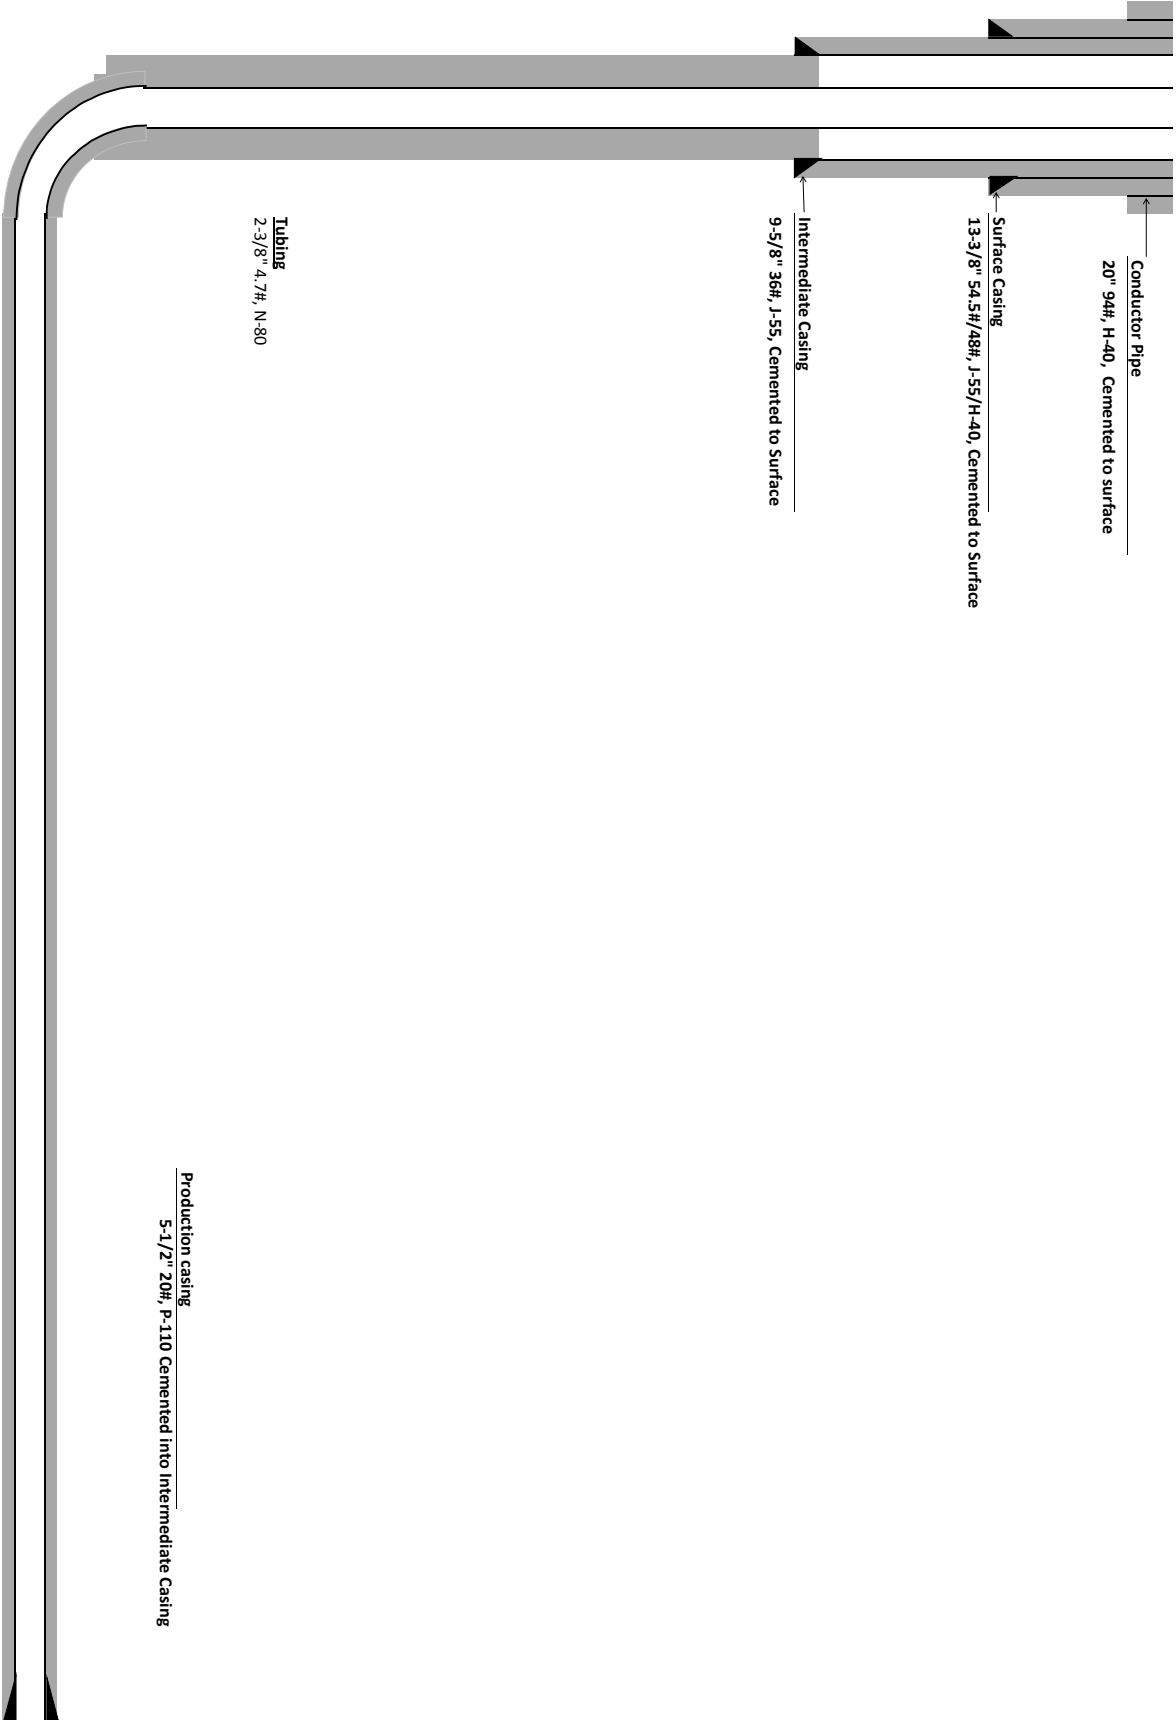 Conductor Pipe
20" 94#, H-40, Cemented to surface
Surface Casing
13-3/8" 54.5#/48#, J-55/H-40, Cemented to Surface
Intermediate Casing
9-5/8" 36#, J-55, Cemented to Surface
Tubing
2-3/8" 4.7#, N-80
Production casing
5-1/2" 20#, P-110 Cemented into Intermediate Casing